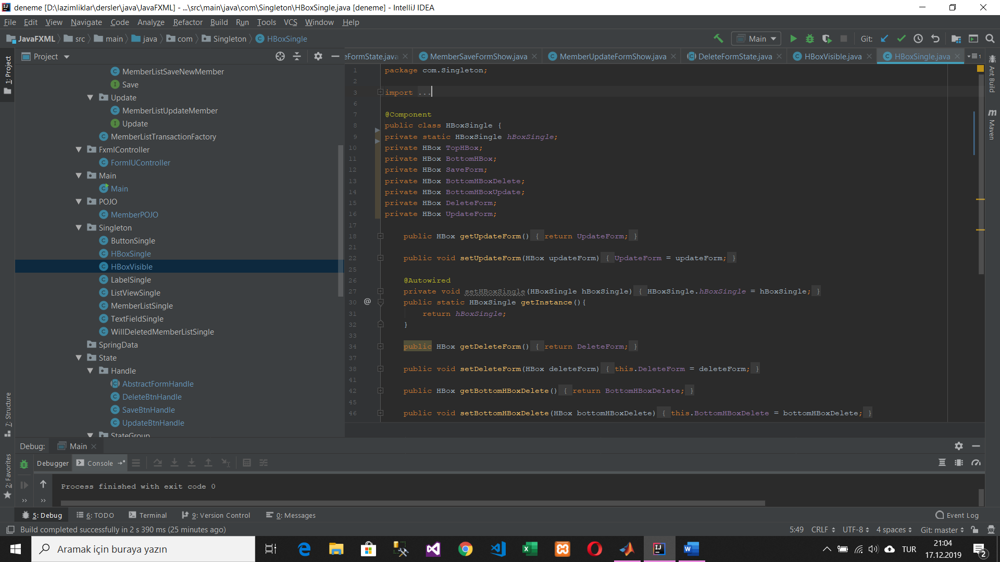 deneme [D:\lazimliklar\dersler\java\JavaFXML] - ...\src\main\java\com\Singleton\HBoxSingle.java [deneme] - IntelliJ IDEA
File Edit View Navigate Code Analyze Refactor Build Run Tools VCS Window Help
JavaFXML src main java com Singleton HBoxSingle Main Git:
Project
eFormState.java MemberSaveFormShow.java MemberUpdateFormShow.java DeleteFormState.java HBoxVisible.java HBoxSingle.java 1
1: Project
7: Structure
2: Favorites
MemberListSaveNewMember
Save
Update
MemberListUpdateMember
Update
MemberListTransactionFactory
FxmlController
FormIUController
Main
Main
POJO
MemberPOJO
Singleton
ButtonSingle
HBoxSingle
HBoxVisible
LabelSingle
ListViewSingle
MemberListSingle
TextFieldSingle
WillDeletedMemberListSingle
SpringData
State
Handle
AbstractFormHandle
DeleteBtnHandle
SaveBtnHandle
UpdateBtnHandle
StateGroup
1 package com.Singleton;
2
3 import ...
6
7 @Component
8 public class HBoxSingle {
9 private static HBoxSingle hBoxSingle;
10 private HBox TopHBox;
11 private HBox BottomHBox;
12 private HBox SaveForm;
13 private HBox BottomHBoxDelete;
14 private HBox BottomHBoxUpdate;
15 private HBox DeleteForm;
16 private HBox UpdateForm;
17
18 public HBox getUpdateForm() { return UpdateForm; }
21
22 public void setUpdateForm(HBox updateForm) { UpdateForm = updateForm; }
25
26 @Autowired
27 private void setHBoxSingle(HBoxSingle hBoxSingle) { HBoxSingle.hBoxSingle = hBoxSingle; }
30 @ public static HBoxSingle getInstance(){
31 return hBoxSingle;
32 }
33
34 public HBox getDeleteForm() { return DeleteForm; }
37
38 public void setDeleteForm(HBox deleteForm) { this.DeleteForm = deleteForm; }
41
42 public HBox getBottomHBoxDelete() { return BottomHBoxDelete; }
45
46 public void setBottomHBoxDelete(HBox bottomHBoxDelete) { this.BottomHBoxDelete = bottomHBoxDelete; }
Ant Build
Maven
Debug: Main
Debugger Console
Process finished with exit code 0
5: Debug 6: TODO Terminal 9: Version Control 0: Messages Event Log
Build completed successfully in 2 s 390 ms (25 minutes ago) 5:49 CRLF UTF-8 4 spaces Git: master
Aramak için buraya yazın
TUR
21:04
17.12.2019
2